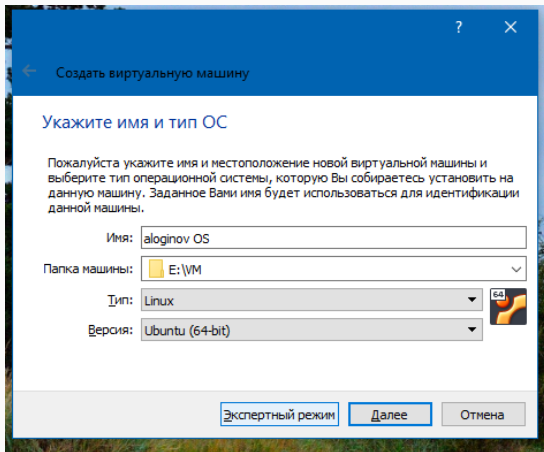 ?
Создать виртуальную машину
Укажите имя и тип ОС
Пожалуйста укажите имя и местоположение новой виртуальной машины и
выберите тип операционной системы, которую Вы собираетесь установить на
данную машину. Заданное Вами имя будет использоваться для идентификации
данной машины.
Имя: aloginov OS
Папка машины: E:\VM
Тип: Linux
64
Версия: Ubuntu (64-bit)
Экспертный режим Далее Отмена